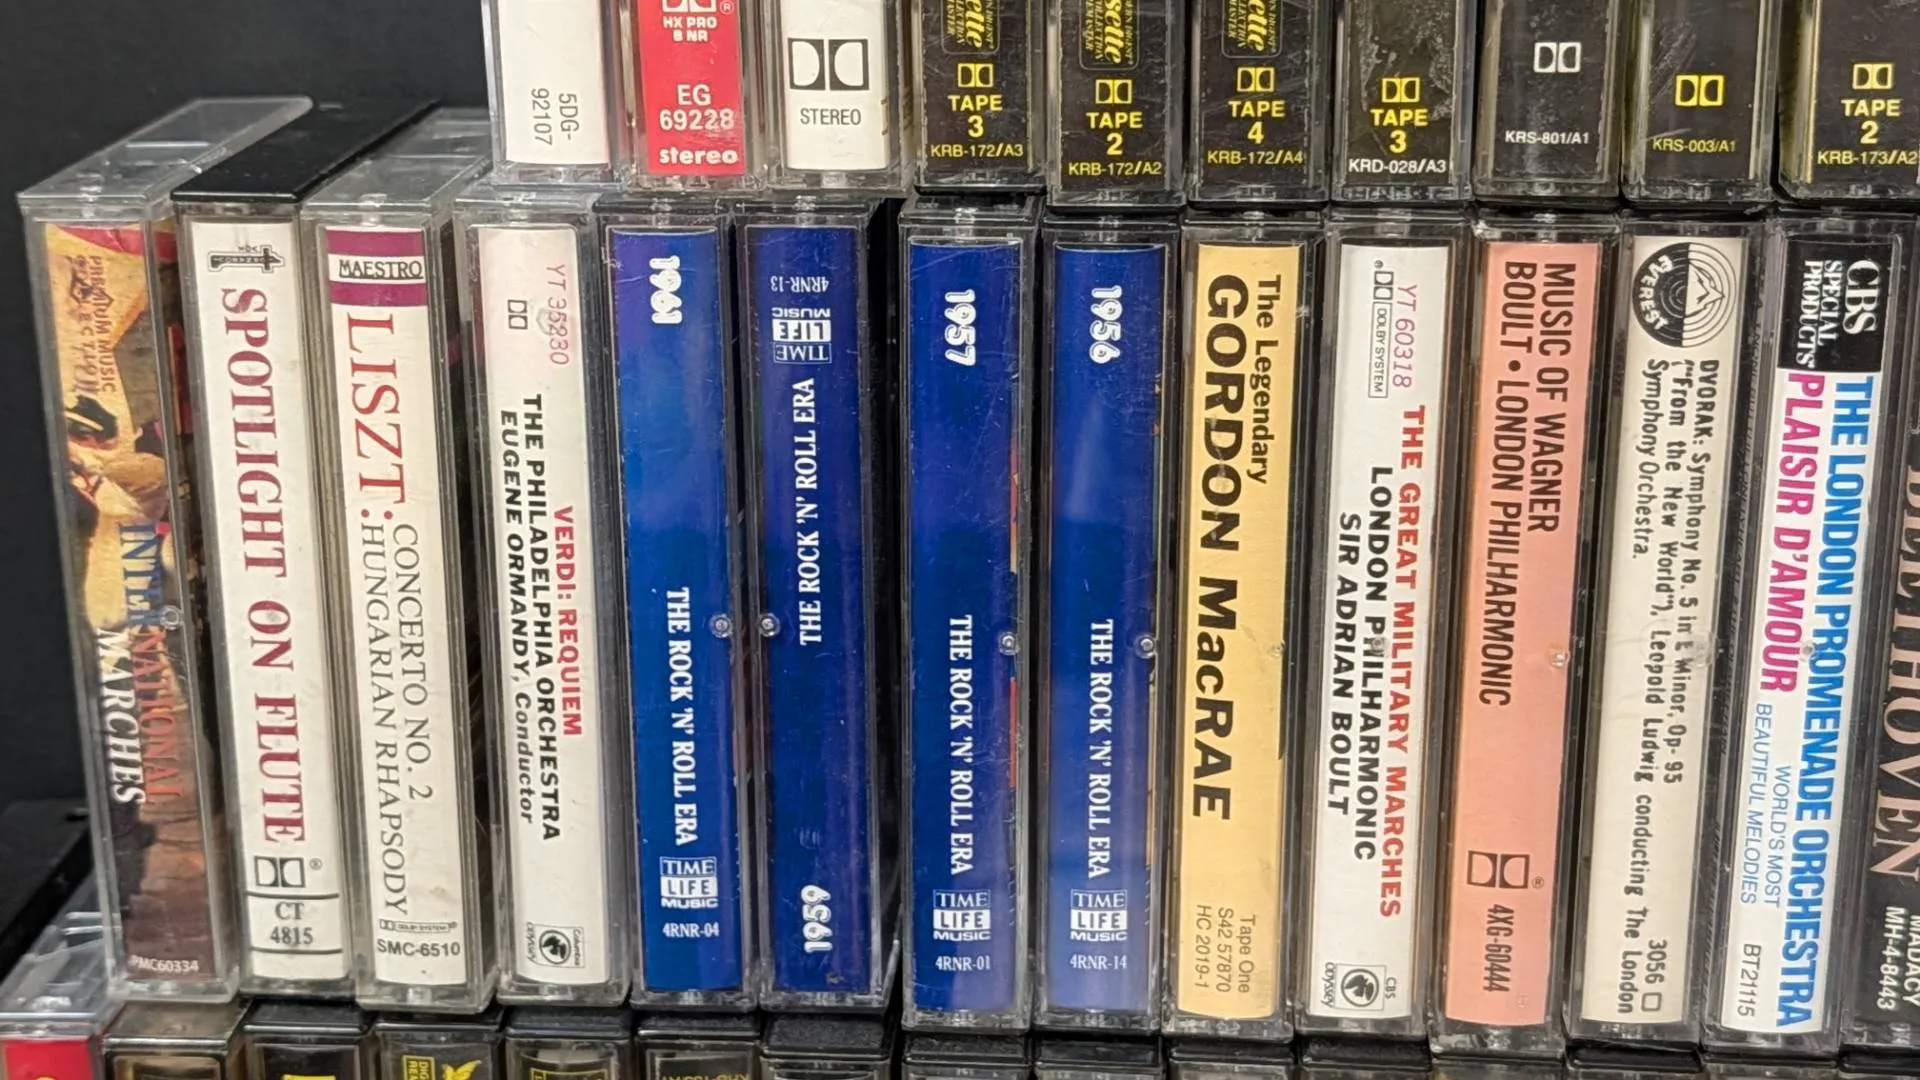 5DG-
92107
HX PRO
B NR
EG
69228
stereo
STEREO
TAPE
3
KRB-172/A3
TAPE
2
KRB-172/A2
TAPE
4
KRB-172/A4
TAPE
3
KRD-028/A3
KRS-801/A1
KRS-003/A1
TAPE
2
KRB-173/A2
PREMIUM MUSIC
INTERNATIONAL
MARCHES
PMC60334
SPOTLIGHT ON FLUTE
CT
4815
MAESTRO
LISZT:
CONCERTO NO. 2
HUNGARIAN RHAPSODY
DOLBY SYSTEM
SMC-6510
YT 35230
VERDI: REQUIEM
THE PHILADELPHIA ORCHESTRA
EUGENE ORMANDY, Conductor
Columbia
ODYSSEY
1961
THE ROCK 'N' ROLL ERA
TIME
LIFE
MUSIC
4RNR-04
4RNR-13
TIME
LIFE
MUSIC
THE ROCK 'N' ROLL ERA
1959
1957
THE ROCK 'N' ROLL ERA
TIME
LIFE
MUSIC
4RNR-01
1956
THE ROCK 'N' ROLL ERA
TIME
LIFE
MUSIC
4RNR-14
The Legendary
GORDON MacRAE
Tape One
S42 57870
HC 2019-1
YT 60318
DOLBY SYSTEM
THE GREAT MILITARY MARCHES
LONDON PHILHARMONIC
SIR ADRIAN BOULT
CBS
ODYSSEY
MUSIC OF WAGNER
BOULT • LONDON PHILHARMONIC
4XG-60444
EVEREST
DVORAK: Symphony No. 5 in E Minor, Op. 95
("From the New World"), Leopold Ludwig conducting The London
Symphony Orchestra.
3056
CBS
SPECIAL
PRODUCTS
THE LONDON PROMENADE ORCHESTRA
PLAISIR D'AMOUR
WORLD'S MOST
BEAUTIFUL MELODIES
BT21115
BEETHOVEN
MADACY
MH-4-8443